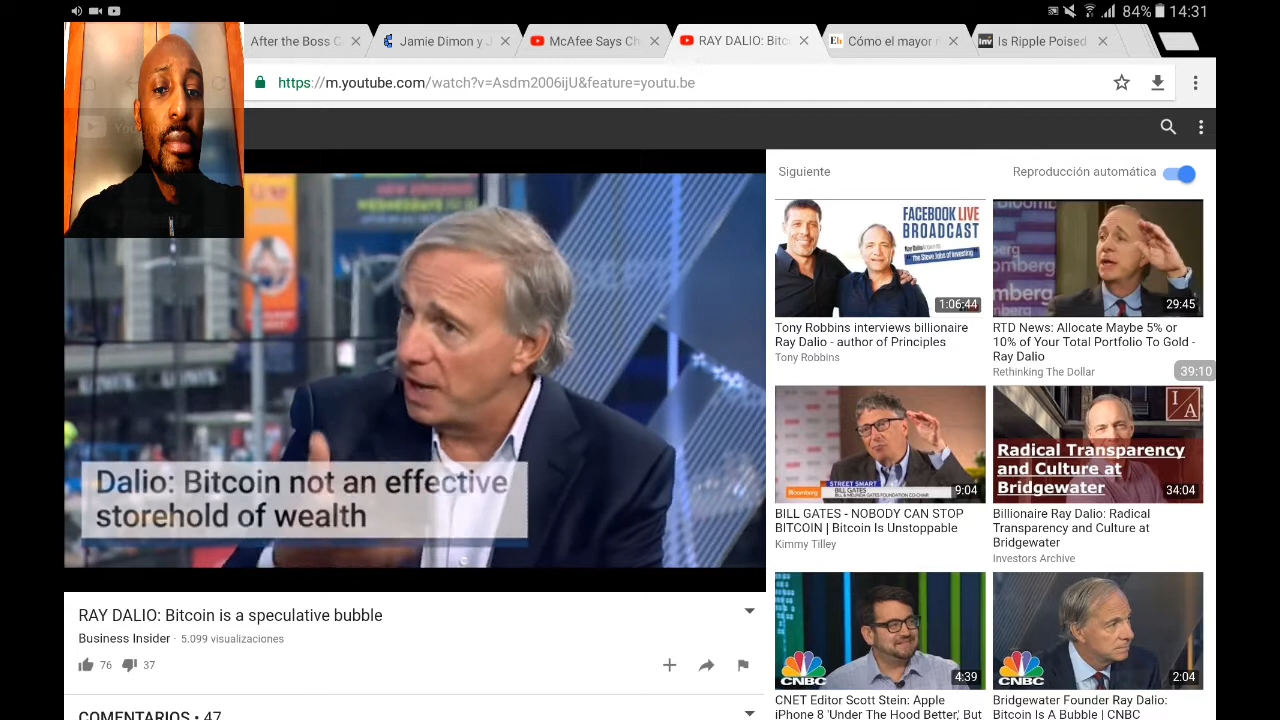 84% 14:31
After the Boss C
Jamie Dimon y J
McAfee Says Ch
RAY DALIO: Bitc
Cómo el mayor r
Is Ripple Poised
https://m.youtube.com/watch?v=Asdm2006ijU&feature=youtu.be
Siguiente
Reproducción automática
FACEBOOK LIVE
BROADCAST
1:06:44
Tony Robbins interviews billionaire
Ray Dalio - author of Principles
Tony Robbins
29:45
RTD News: Allocate Maybe 5% or
10% of Your Total Portfolio To Gold -
Ray Dalio
Rethinking The Dollar
39:10
STREET SMART
BILL GATES
Bloomberg
9:04
BILL GATES - NOBODY CAN STOP
BITCOIN | Bitcoin Is Unstoppable
Kimmy Tilley
I A
Radical Transparency
and Culture at
Bridgewater
34:04
Billionaire Ray Dalio: Radical
Transparency and Culture at
Bridgewater
Investors Archive
CNBC
4:39
CNET Editor Scott Stein: Apple
iPhone 8 'Under The Hood Better,' But
CNBC
2:04
Bridgewater Founder Ray Dalio:
Bitcoin Is A Bubble | CNBC
Dalio: Bitcoin not an effective
storehold of wealth
RAY DALIO: Bitcoin is a speculative bubble
Business Insider · 5.099 visualizaciones
76 37
COMENTARIOS • 47